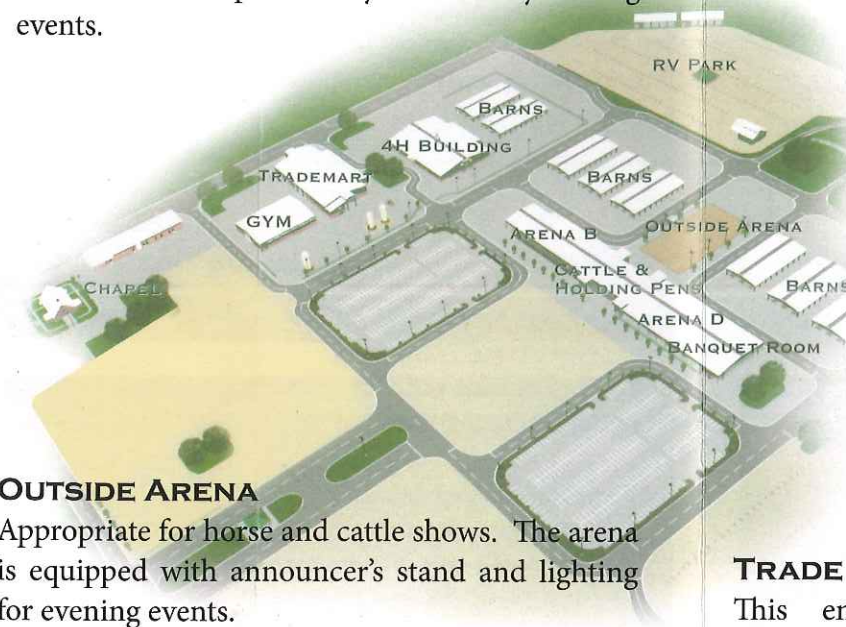 events.
RV PARK
BARNS
4H BUILDING
TRADEMART
BARNS
GYM
OUTSIDE ARENA
ARENA B
CATTLE &
HOLDING PENS
CHAPEL
BARNS
ARENA D
BANQUET ROOM
OUTSIDE ARENA
Appropriate for horse and cattle shows. The arena
is equipped with announcer's stand and lighting
for evening events.
TRADE
This